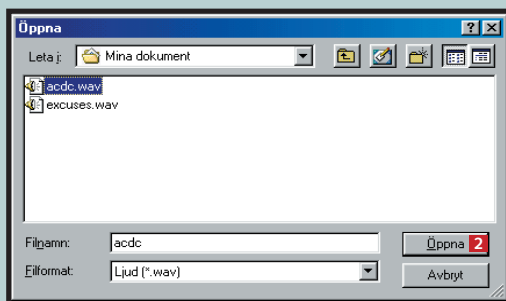 Öppna
Leta i: Mina dokument
acdc.wav
excuses.wav
Filnamn: acdc Öppna 2
Filformat: Ljud (*.wav) Avbryt